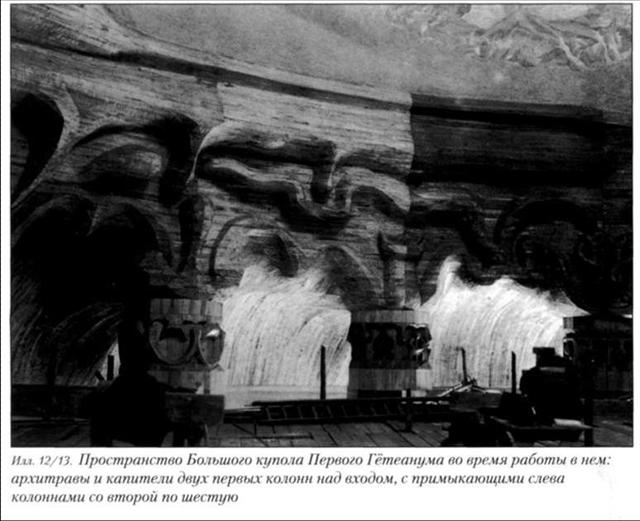 Илл. 12/13. Пространство Большого купола Первого Гётеанума во время работы в нем:
архитравы и капители двух первых колонн над входом, с примыкающими слева
колоннами со второй по шестую